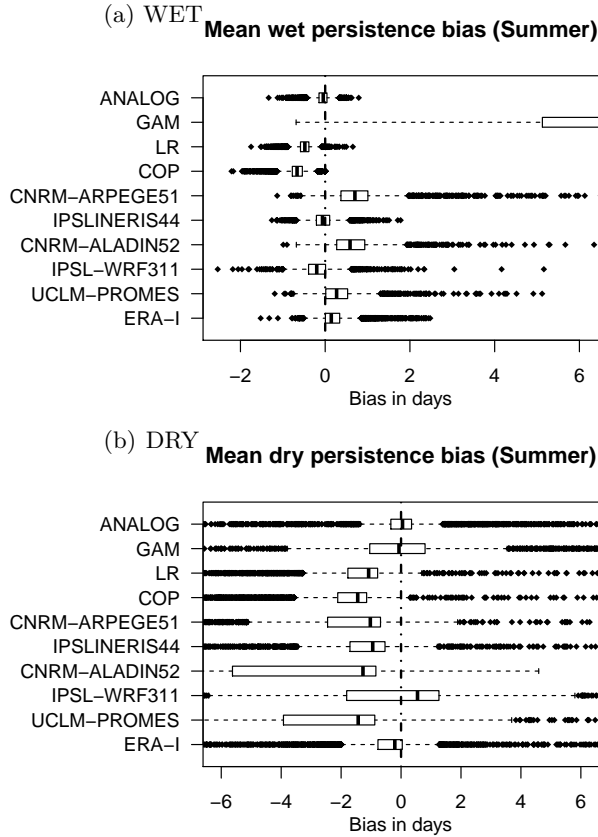 (a) WET
Mean wet persistence bias (Summer)
ANALOG
GAM
LR
COP
CNRM−ARPEGE51
IPSLINERIS44
CNRM−ALADIN52
IPSL−WRF311
UCLM−PROMES
ERA−I
−2 0 2 4 6
Bias in days
(b) DRY
Mean dry persistence bias (Summer)
ANALOG
GAM
LR
COP
CNRM−ARPEGE51
IPSLINERIS44
CNRM−ALADIN52
IPSL−WRF311
UCLM−PROMES
ERA−I
−6 −4 −2 0 2 4 6
Bias in days